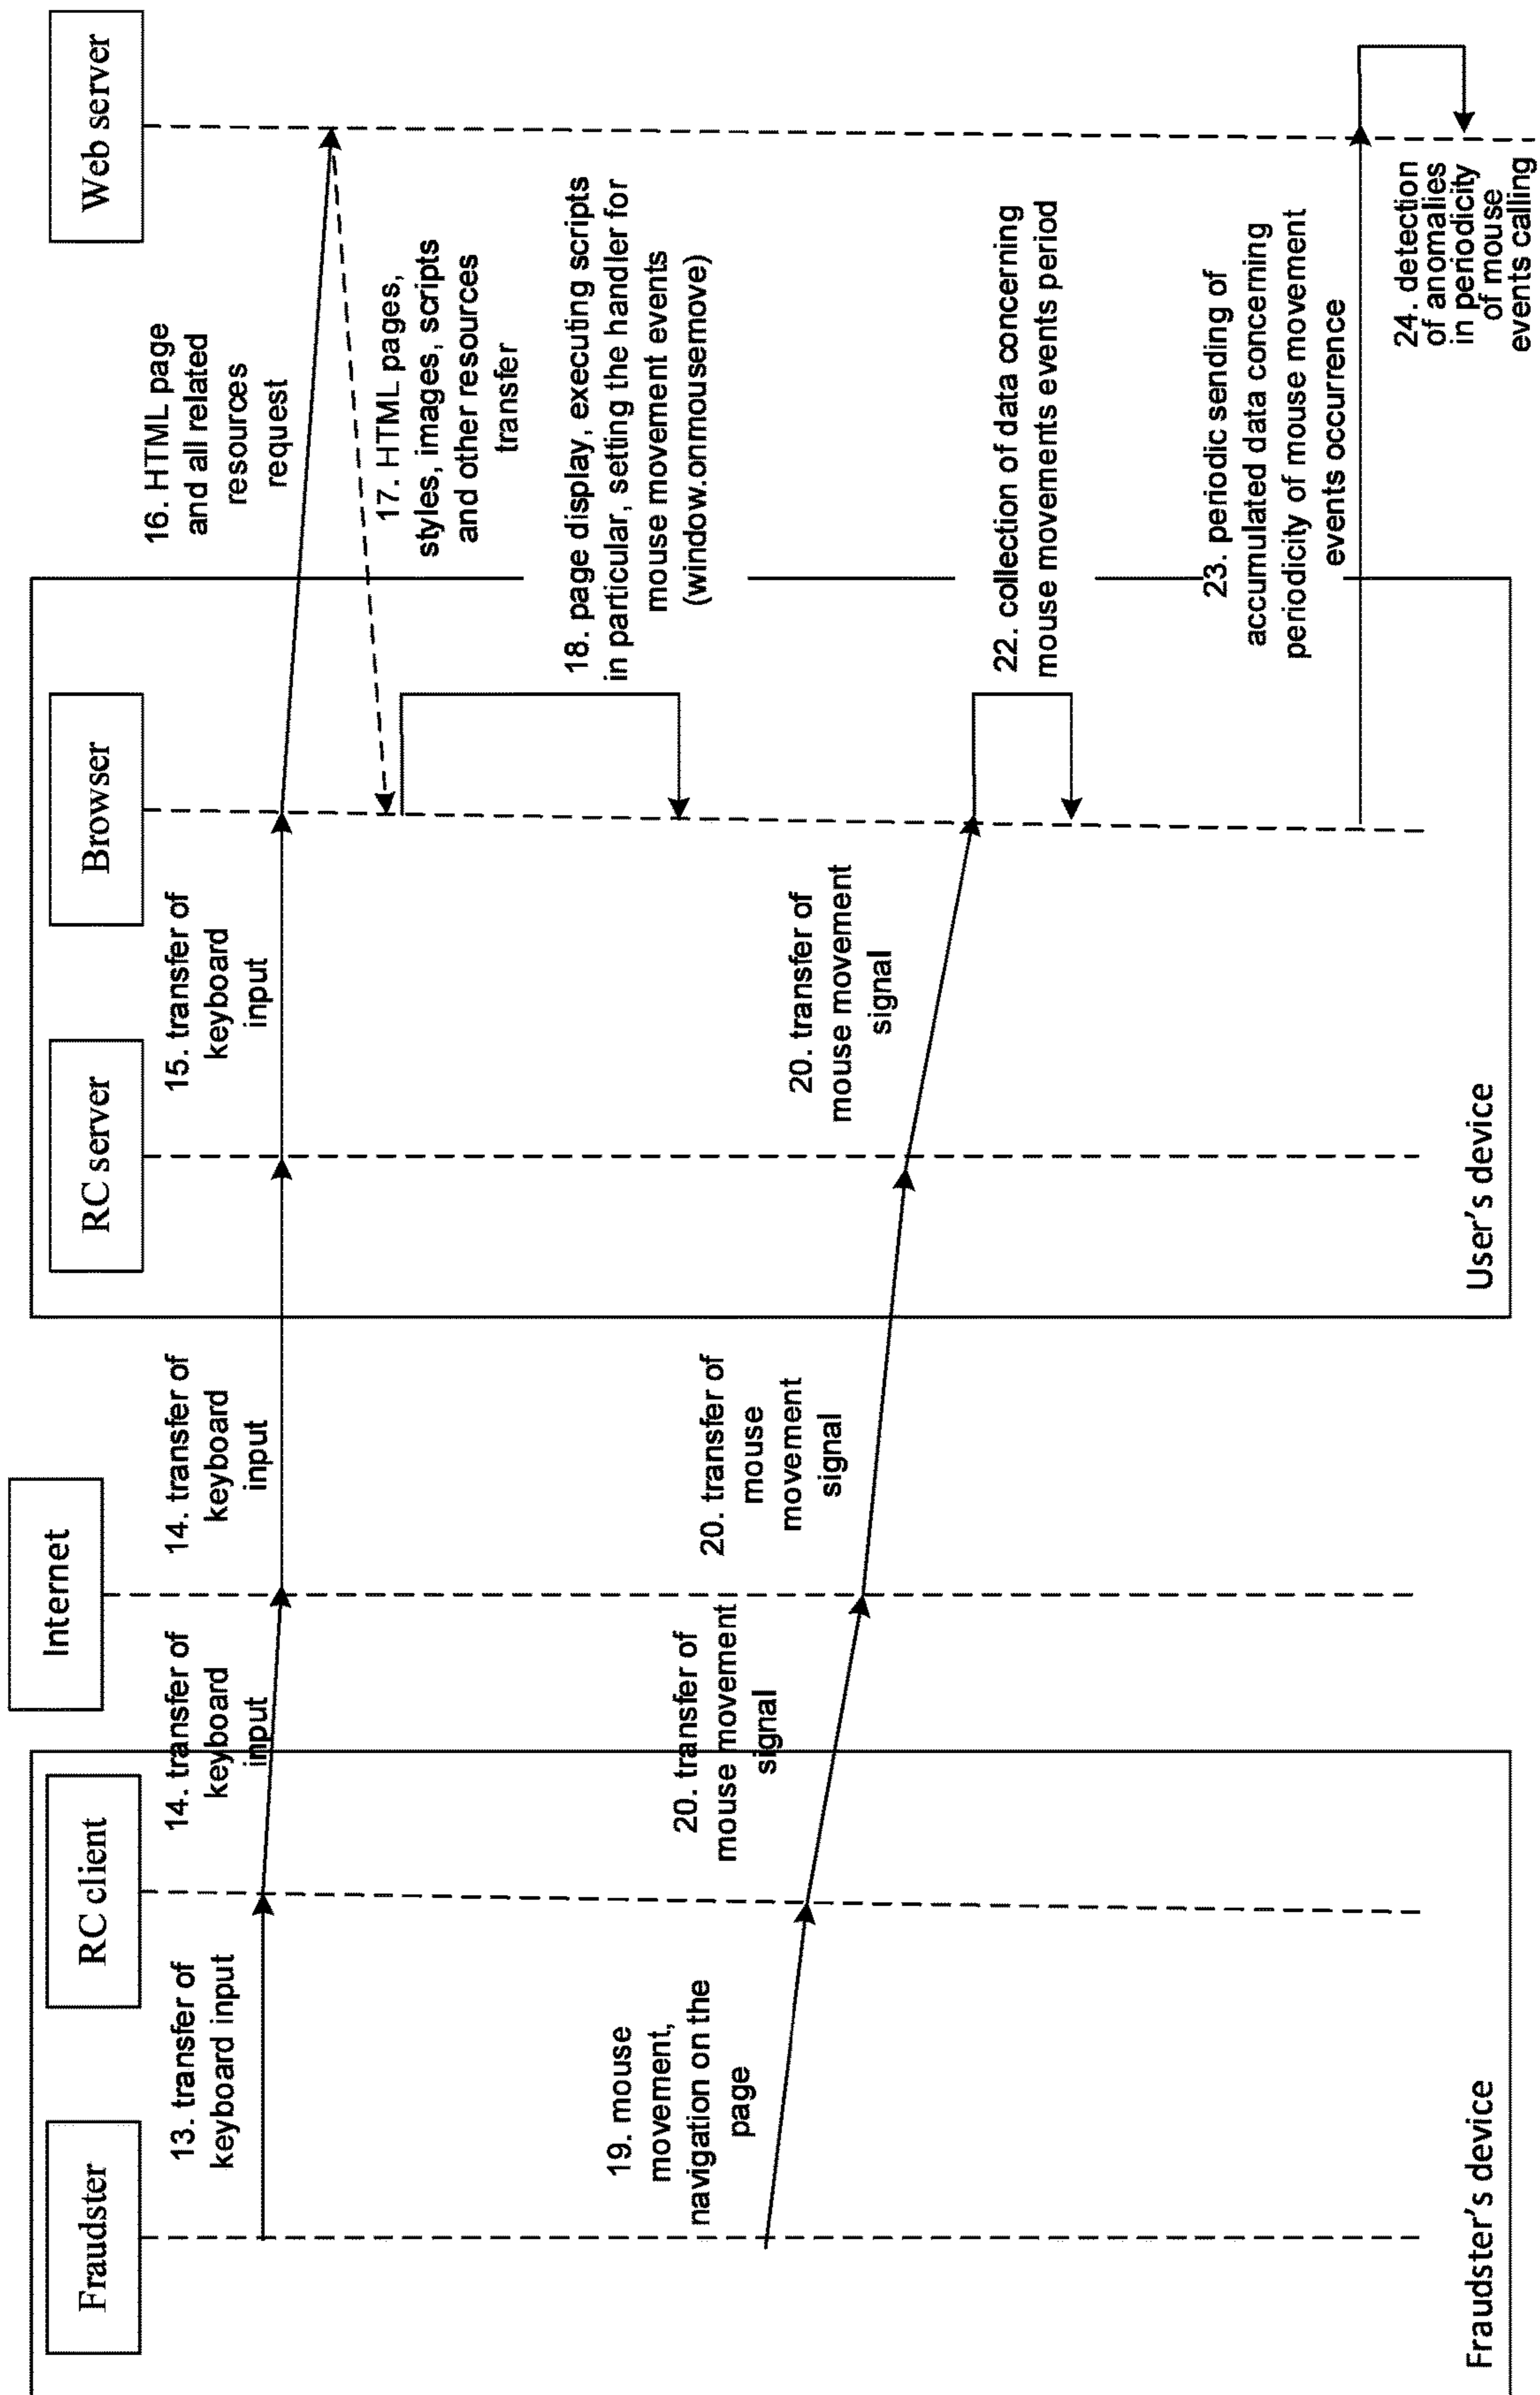 Fraudster
RC client
Internet
RC server
Browser
Web server
13. transfer of
keyboard input
14. transfer of
keyboard
input
14. transfer of
keyboard
input
15. transfer of
keyboard
input
16. HTML page
and all related
resources
request
17. HTML pages,
styles, images, scripts
and other resources
transfer
18. page display, executing scripts
in particular, setting the handler for
mouse movement events
(window.onmousemove)
19. mouse
movement,
navigation on the
page
20. transfer of
mouse movement
signal
20. transfer of
mouse
movement
signal
20. transfer of
mouse movement
signal
22. collection of data concerning
mouse movements events period
23. periodic sending of
accumulated data concerning
periodicity of mouse movement
events occurrence
24. detection
of anomalies
in periodicity
of mouse
events calling
Fraudster's device
User's device